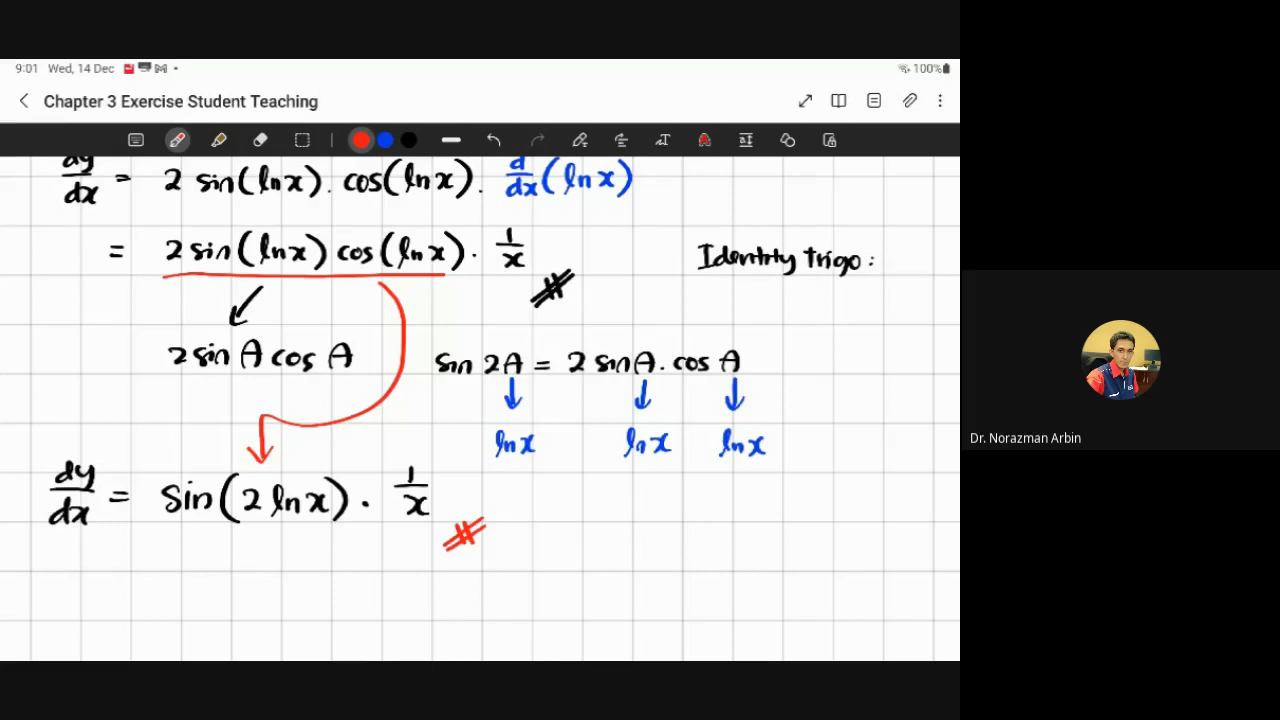 9:01 Wed, 14 Dec
100%
Chapter 3 Exercise Student Teaching
dy/dx = 2 sin(ln x) . cos(ln x) . d/dx (ln x)
= 2 sin(ln x) cos(ln x) . 1/x
Identity trigo :
2 sin A cos A
sin 2A = 2 sin A . cos A
ln x ln x ln x
dy/dx = Sin(2 ln x) . 1/x
Dr. Norazman Arbin